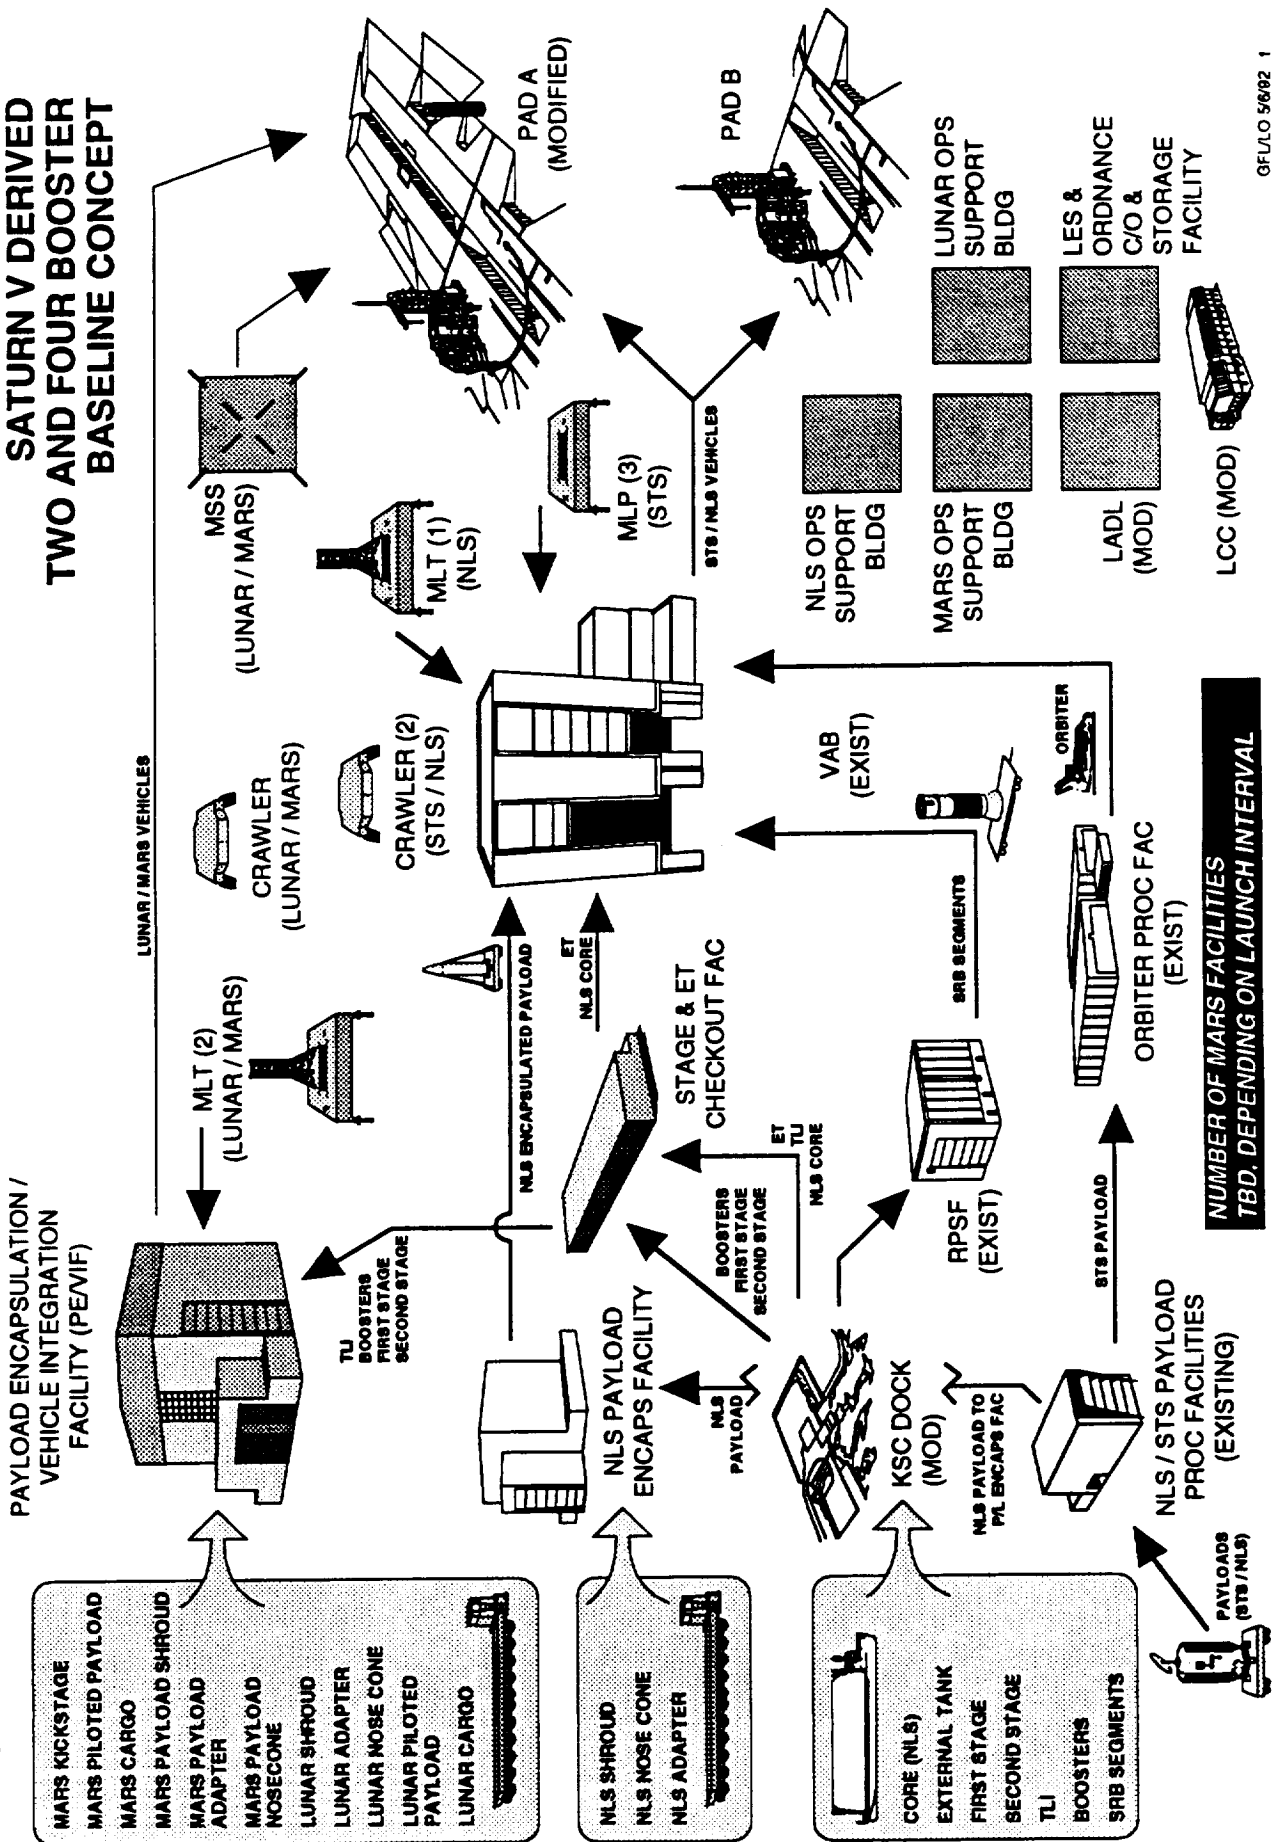 SATURN V DERIVED
TWO AND FOUR BOOSTER
BASELINE CONCEPT
PAYLOAD ENCAPSULATION /
VEHICLE INTEGRATION
FACILITY (PE/VIF)
LUNAR / MARS VEHICLES
MARS KICKSTAGE
MARS PILOTED PAYLOAD
MARS CARGO
MARS PAYLOAD SHROUD
MARS PAYLOAD
ADAPTER
MARS PAYLOAD
NOSECONE
LUNAR SHROUD
LUNAR ADAPTER
LUNAR NOSE CONE
LUNAR PILOTED
PAYLOAD
LUNAR CARGO
MLT (2)
(LUNAR / MARS)
CRAWLER
(LUNAR / MARS)
MSS
(LUNAR / MARS)
CRAWLER (2)
(STS / NLS)
MLT (1)
(NLS)
MLP (3)
(STS)
PAD A
(MODIFIED)
TLI
BOOSTERS
FIRST STAGE
SECOND STAGE
NLS ENCAPSULATED PAYLOAD
ET
NLS CORE
STS / NLS VEHICLES
PAD B
NLS SHROUD
NLS NOSE CONE
NLS ADAPTER
NLS PAYLOAD
ENCAPS FACILITY
STAGE & ET
CHECKOUT FAC
BOOSTERS
FIRST STAGE
SECOND STAGE
ET
TLI
NLS CORE
NLS
PAYLOAD
VAB
(EXIST)
NLS OPS
SUPPORT
BLDG
LUNAR OPS
SUPPORT
BLDG
MARS OPS
SUPPORT
BLDG
LES &
ORDNANCE
C/O &
STORAGE
FACILITY
LADL
(MOD)
LCC (MOD)
CORE (NLS)
EXTERNAL TANK
FIRST STAGE
SECOND STAGE
TLI
BOOSTERS
SRB SEGMENTS
KSC DOCK
(MOD)
NLS PAYLOAD TO
P/L ENCAPS FAC
RPSF
(EXIST)
SRB SEGMENTS
ORBITER
ORBITER PROC FAC
(EXIST)
STS PAYLOAD
NLS / STS PAYLOAD
PROC FACILITIES
(EXISTING)
PAYLOADS
(STS / NLS)
NUMBER OF MARS FACILITIES
TBD. DEPENDING ON LAUNCH INTERVAL
GFL/LO 5/6/92 1